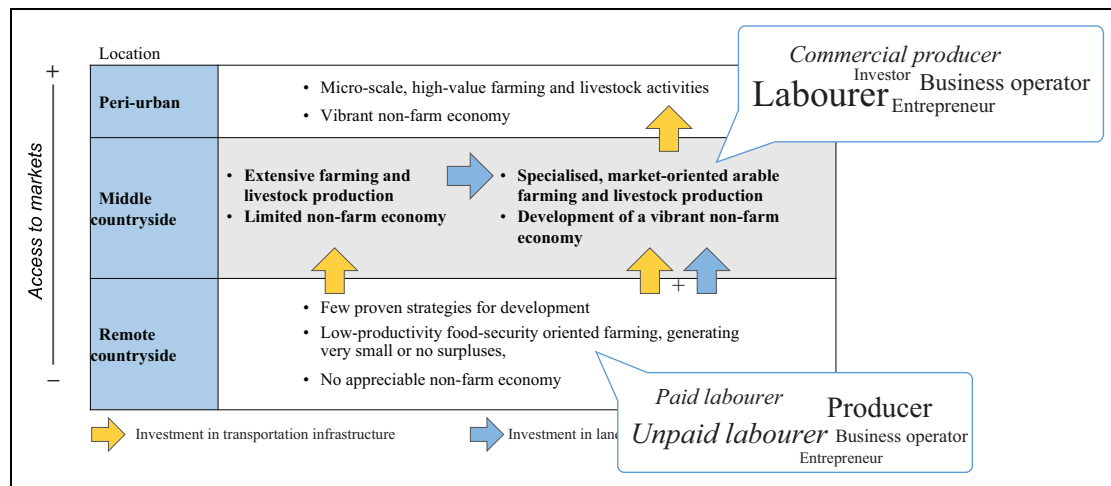 Location
+
Access to markets
−
Peri-urban
• Micro-scale, high-value farming and livestock activities
• Vibrant non-farm economy
Commercial producer
Investor
Labourer
Business operator
Entrepreneur
Middle
countryside
• Extensive farming and
livestock production
• Limited non-farm economy
• Specialised, market-oriented arable
farming and livestock production
• Development of a vibrant non-farm
economy
+
Remote
countryside
• Few proven strategies for development
• Low-productivity food-security oriented farming, generating
very small or no surpluses,
• No appreciable non-farm economy
Paid labourer
Producer
Unpaid labourer
Business operator
Entrepreneur
Investment in transportation infrastructure
Investment in